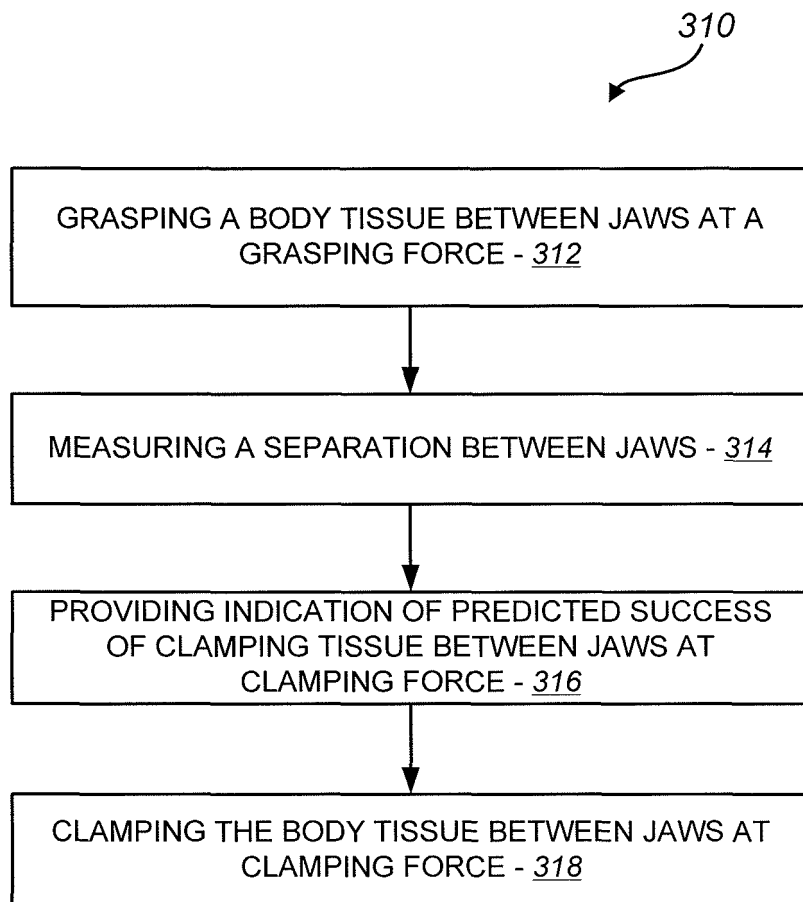 310
GRASPING A BODY TISSUE BETWEEN JAWS AT A
GRASPING FORCE - 312
MEASURING A SEPARATION BETWEEN JAWS - 314
PROVIDING INDICATION OF PREDICTED SUCCESS
OF CLAMPING TISSUE BETWEEN JAWS AT
CLAMPING FORCE - 316
CLAMPING THE BODY TISSUE BETWEEN JAWS AT
CLAMPING FORCE - 318